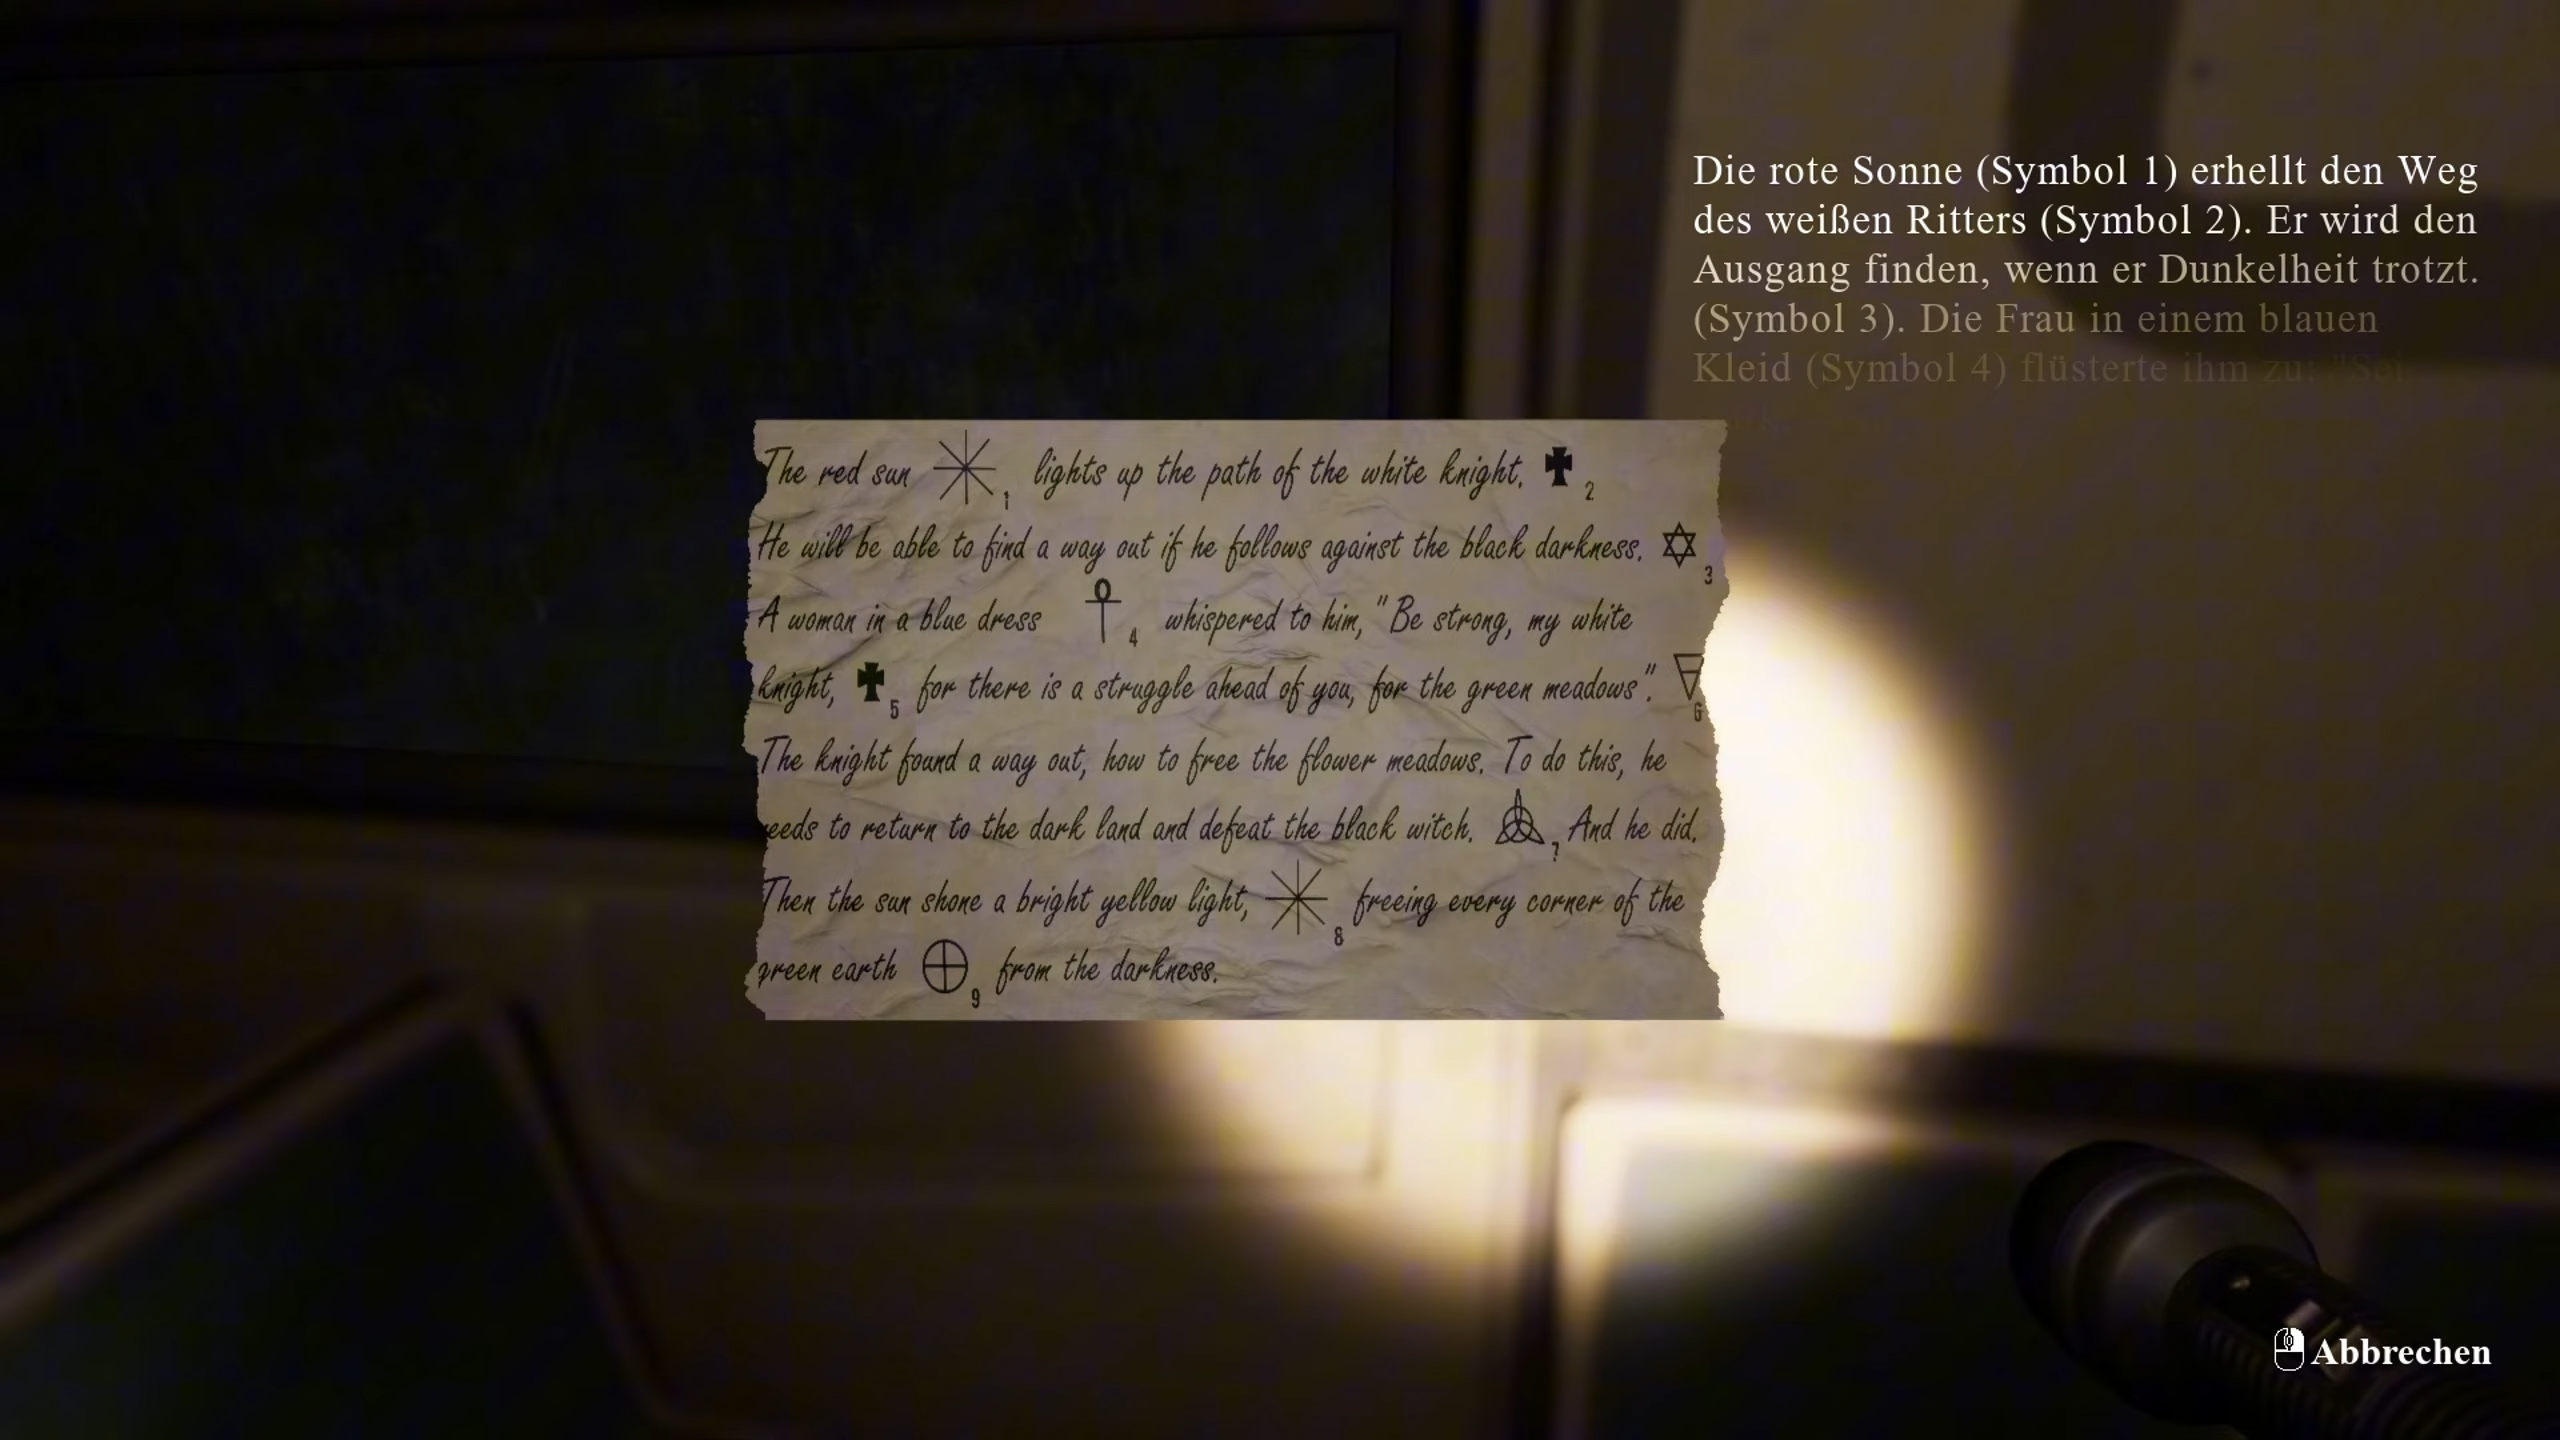 Die rote Sonne (Symbol 1) erhellt den Weg
des weißen Ritters (Symbol 2). Er wird den
Ausgang finden, wenn er Dunkelheit trotzt.
(Symbol 3). Die Frau in einem blauen
Kleid (Symbol 4) flüsterte ihm zu: "Sei
The red sun 1 lights up the path of the white knight. 2
He will be able to find a way out if he follows against the black darkness. 3
A woman in a blue dress 4 whispered to him, "Be strong, my white
knight, 5 for there is a struggle ahead of you, for the green meadows". 6
The knight found a way out, how to free the flower meadows. To do this, he
eeds to return to the dark land and defeat the black witch. 7 And he did.
Then the sun shone a bright yellow light, 8 freeing every corner of the
green earth 9 from the darkness.
Abbrechen